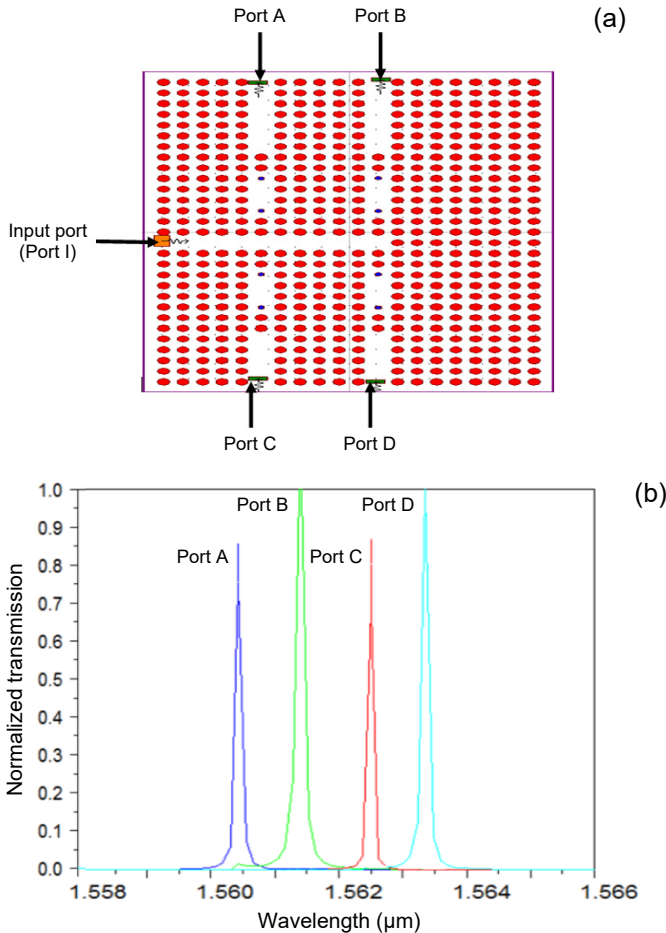 Port A
Port B
(a)
Input port
(Port I)
Port C
Port D
(b)
Normalized transmission
1.0
0.9
0.8
0.7
0.6
0.5
0.4
0.3
0.2
0.1
0.0
Port A
Port B
Port C
Port D
1.558
1.560
1.562
1.564
1.566
Wavelength (µm)